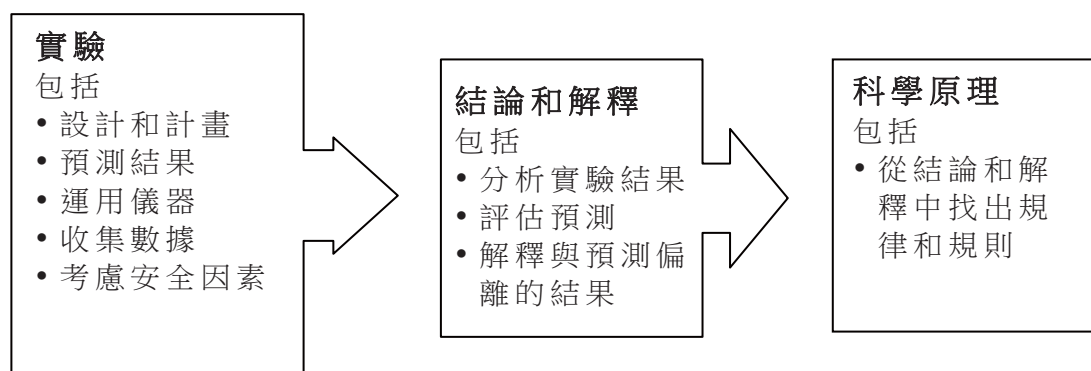 實驗
包括
• 設計和計畫
• 預測結果
• 運用儀器
• 收集數據
• 考慮安全因素
結論和解釋
包括
• 分析實驗結果
• 評估預測
• 解釋與預測偏
離的結果
科學原理
包括
• 從結論和解
釋中找出規
律和規則